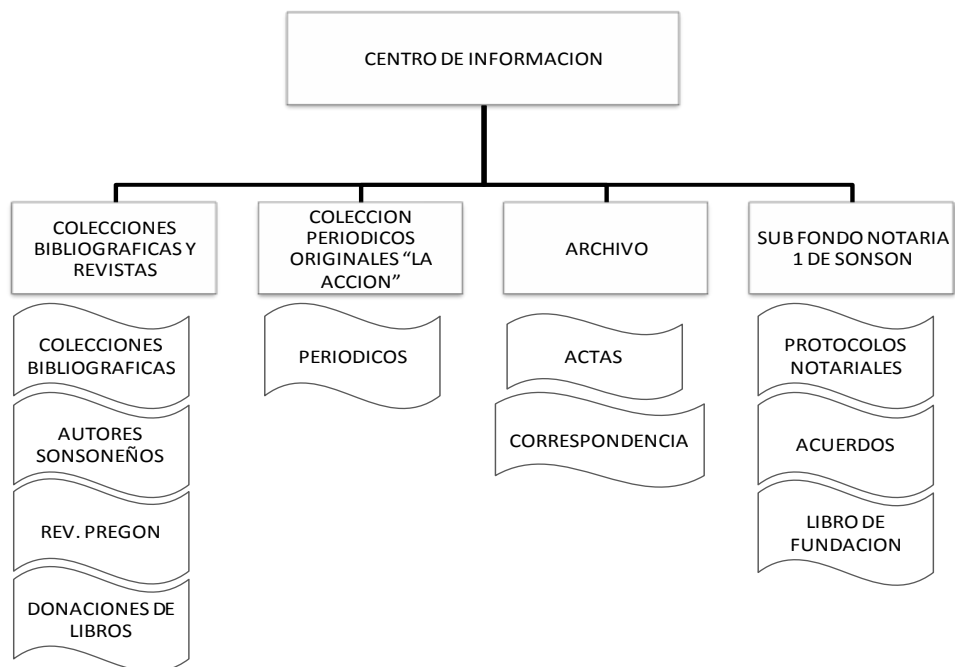 CENTRO DE INFORMACION
COLECCIONES
BIBLIOGRAFICAS Y
REVISTAS
COLECCION
PERIODICOS
ORIGINALES “LA
ACCION”
ARCHIVO
SUB FONDO NOTARIA
1 DE SONSON
COLECCIONES
BIBLIOGRAFICAS
AUTORES
SONSONEÑOS
REV. PREGON
DONACIONES DE
LIBROS
PERIODICOS
ACTAS
CORRESPONDENCIA
PROTOCOLOS
NOTARIALES
ACUERDOS
LIBRO DE
FUNDACION